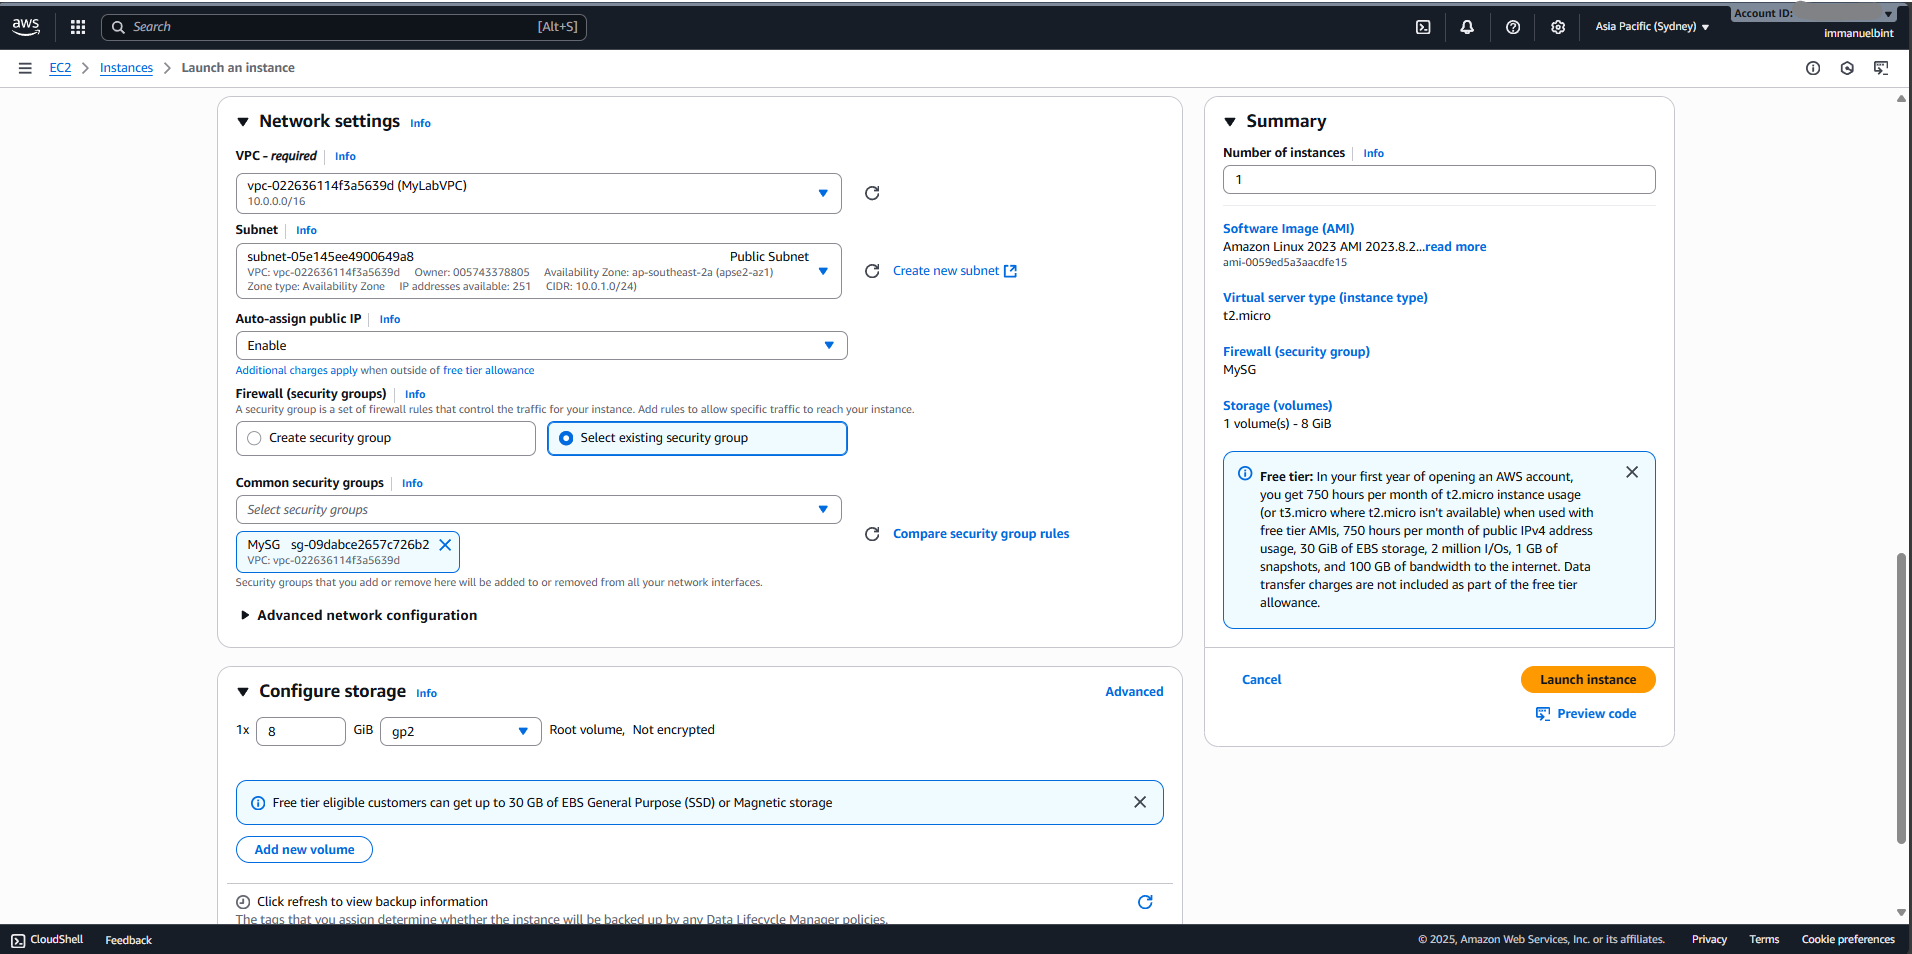 aws
Search [Alt+S]
Asia Pacific (Sydney)
Account ID:
immanuelbint
EC2 Instances Launch an instance
Network settings Info
VPC - required Info
vpc-022636114f3a5639d (MyLabVPC)
10.0.0.0/16
Subnet Info
subnet-05e145ee4900649a8 Public Subnet
VPC: vpc-022636114f3a5639d Owner: 005743378805 Availability Zone: ap-southeast-2a (apse2-az1)
Zone type: Availability Zone IP addresses available: 251 CIDR: 10.0.1.0/24)
Create new subnet
Auto-assign public IP Info
Enable
Additional charges apply when outside of free tier allowance
Firewall (security groups) Info
A security group is a set of firewall rules that control the traffic for your instance. Add rules to allow specific traffic to reach your instance.
Create security group
Select existing security group
Common security groups Info
Select security groups
Compare security group rules
MySG sg-09dabce2657c726b2
VPC: vpc-022636114f3a5639d
Security groups that you add or remove here will be added to or removed from all your network interfaces.
Advanced network configuration
Configure storage Info
Advanced
1x 8 GiB gp2 Root volume, Not encrypted
Free tier eligible customers can get up to 30 GB of EBS General Purpose (SSD) or Magnetic storage
Add new volume
Click refresh to view backup information
The tags that you assign determine whether the instance will be backed up by any Data Lifecycle Manager policies.
Summary
Number of instances Info
1
Software Image (AMI)
Amazon Linux 2023 AMI 2023.8.2...read more
ami-0059ed5a3aacdfe15
Virtual server type (instance type)
t2.micro
Firewall (security group)
MySG
Storage (volumes)
1 volume(s) - 8 GiB
Free tier: In your first year of opening an AWS account,
you get 750 hours per month of t2.micro instance usage
(or t3.micro where t2.micro isn't available) when used with
free tier AMIs, 750 hours per month of public IPv4 address
usage, 30 GiB of EBS storage, 2 million I/Os, 1 GB of
snapshots, and 100 GB of bandwidth to the internet. Data
transfer charges are not included as part of the free tier
allowance.
Cancel
Launch instance
Preview code
CloudShell Feedback
© 2025, Amazon Web Services, Inc. or its affiliates. Privacy Terms Cookie preferences